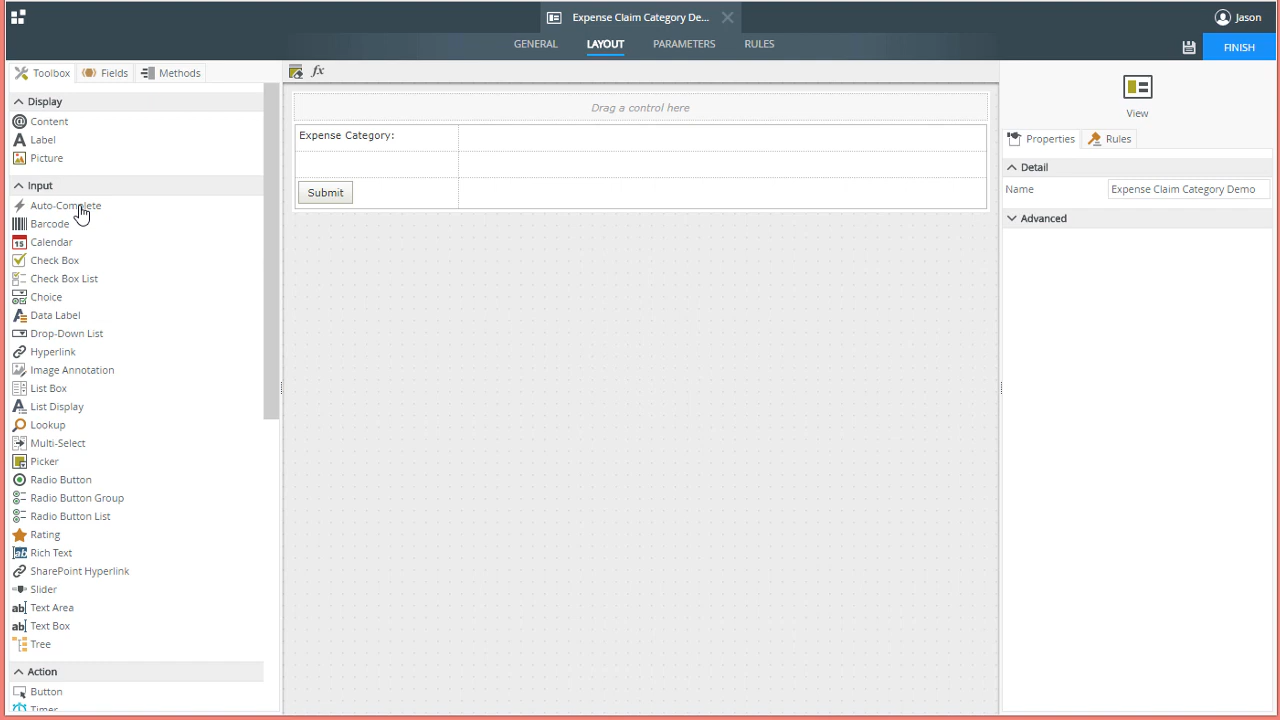 Expense Claim Category De...
Jason
GENERAL
LAYOUT
PARAMETERS
RULES
FINISH
Toolbox
Fields
Methods
fx
Display
Content
Label
Picture
Input
Auto-Complete
Barcode
Calendar
Check Box
Check Box List
Choice
Data Label
Drop-Down List
Hyperlink
Image Annotation
List Box
List Display
Lookup
Multi-Select
Picker
Radio Button
Radio Button Group
Radio Button List
Rating
Rich Text
SharePoint Hyperlink
Slider
Text Area
Text Box
Tree
Action
Button
Timer
Drag a control here
Expense Category:
Submit
View
Properties
Rules
Detail
Name
Expense Claim Category Demo
Advanced